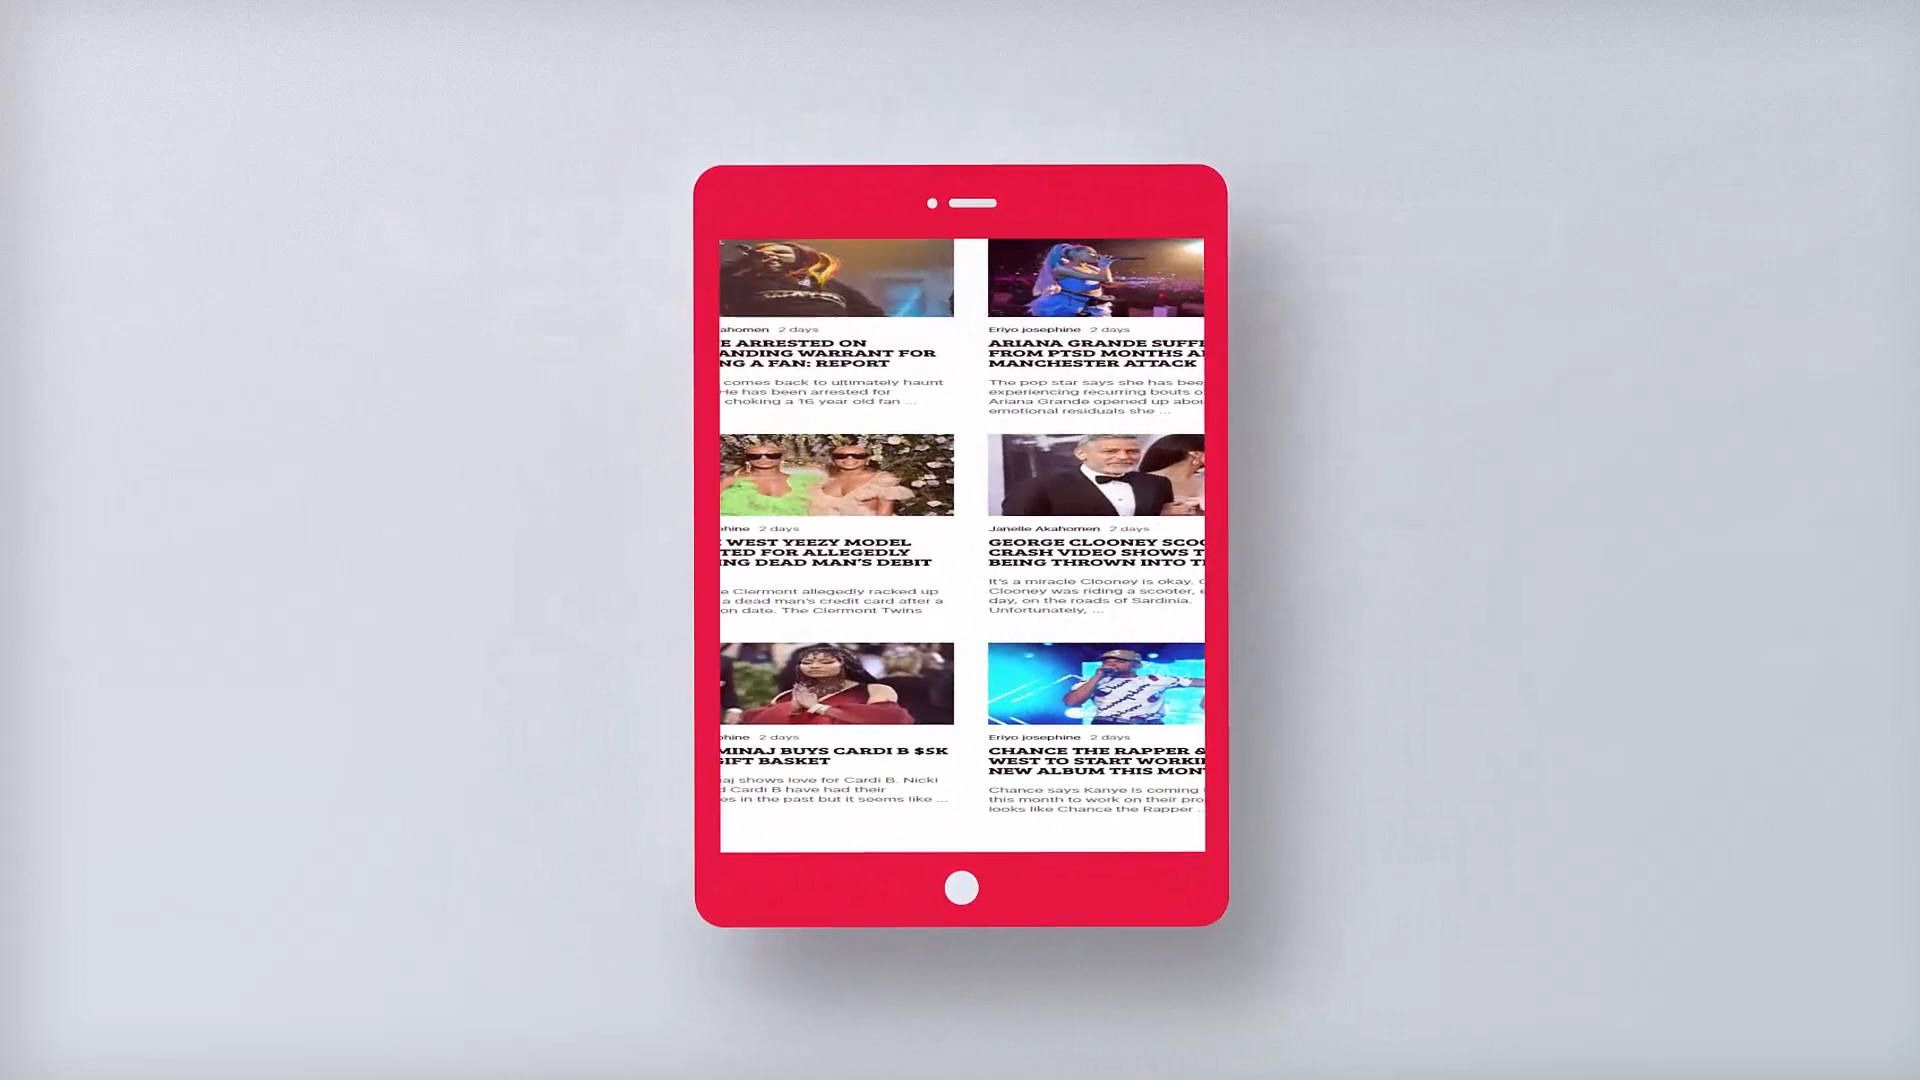 ahomen 2 days
E ARRESTED ON
ANDING WARRANT FOR
NG A FAN: REPORT
comes back to ultimately haunt
He has been arrested for
choking a 16 year old fan ...
Eriyo josephine 2 days
ARIANA GRANDE SUFFE
FROM PTSD MONTHS A
MANCHESTER ATTACK
The pop star says she has bee
experiencing recurring bouts o
Ariana Grande opened up abou
emotional residuals she ...
phine 2 days
WEST YEEZY MODEL
TED FOR ALLEGEDLY
ING DEAD MAN'S DEBIT
e Clermont allegedly racked up
a dead man's credit card after a
on date. The Clermont Twins
Janelle Akahomen 2 days
GEORGE CLOONEY SCOO
CRASH VIDEO SHOWS T
BEING THROWN INTO T
It's a miracle Clooney is okay. G
Clooney was riding a scooter, e
day, on the roads of Sardinia.
Unfortunately, ...
phine 2 days
MINAJ BUYS CARDI B $5K
GIFT BASKET
aj shows love for Cardi B. Nicki
d Cardi B have had their
es in the past but it seems like ...
Eriyo josephine 2 days
CHANCE THE RAPPER &
WEST TO START WORKI
NEW ALBUM THIS MON
Chance says Kanye is coming
this month to work on their pro
looks like Chance the Rapper ...